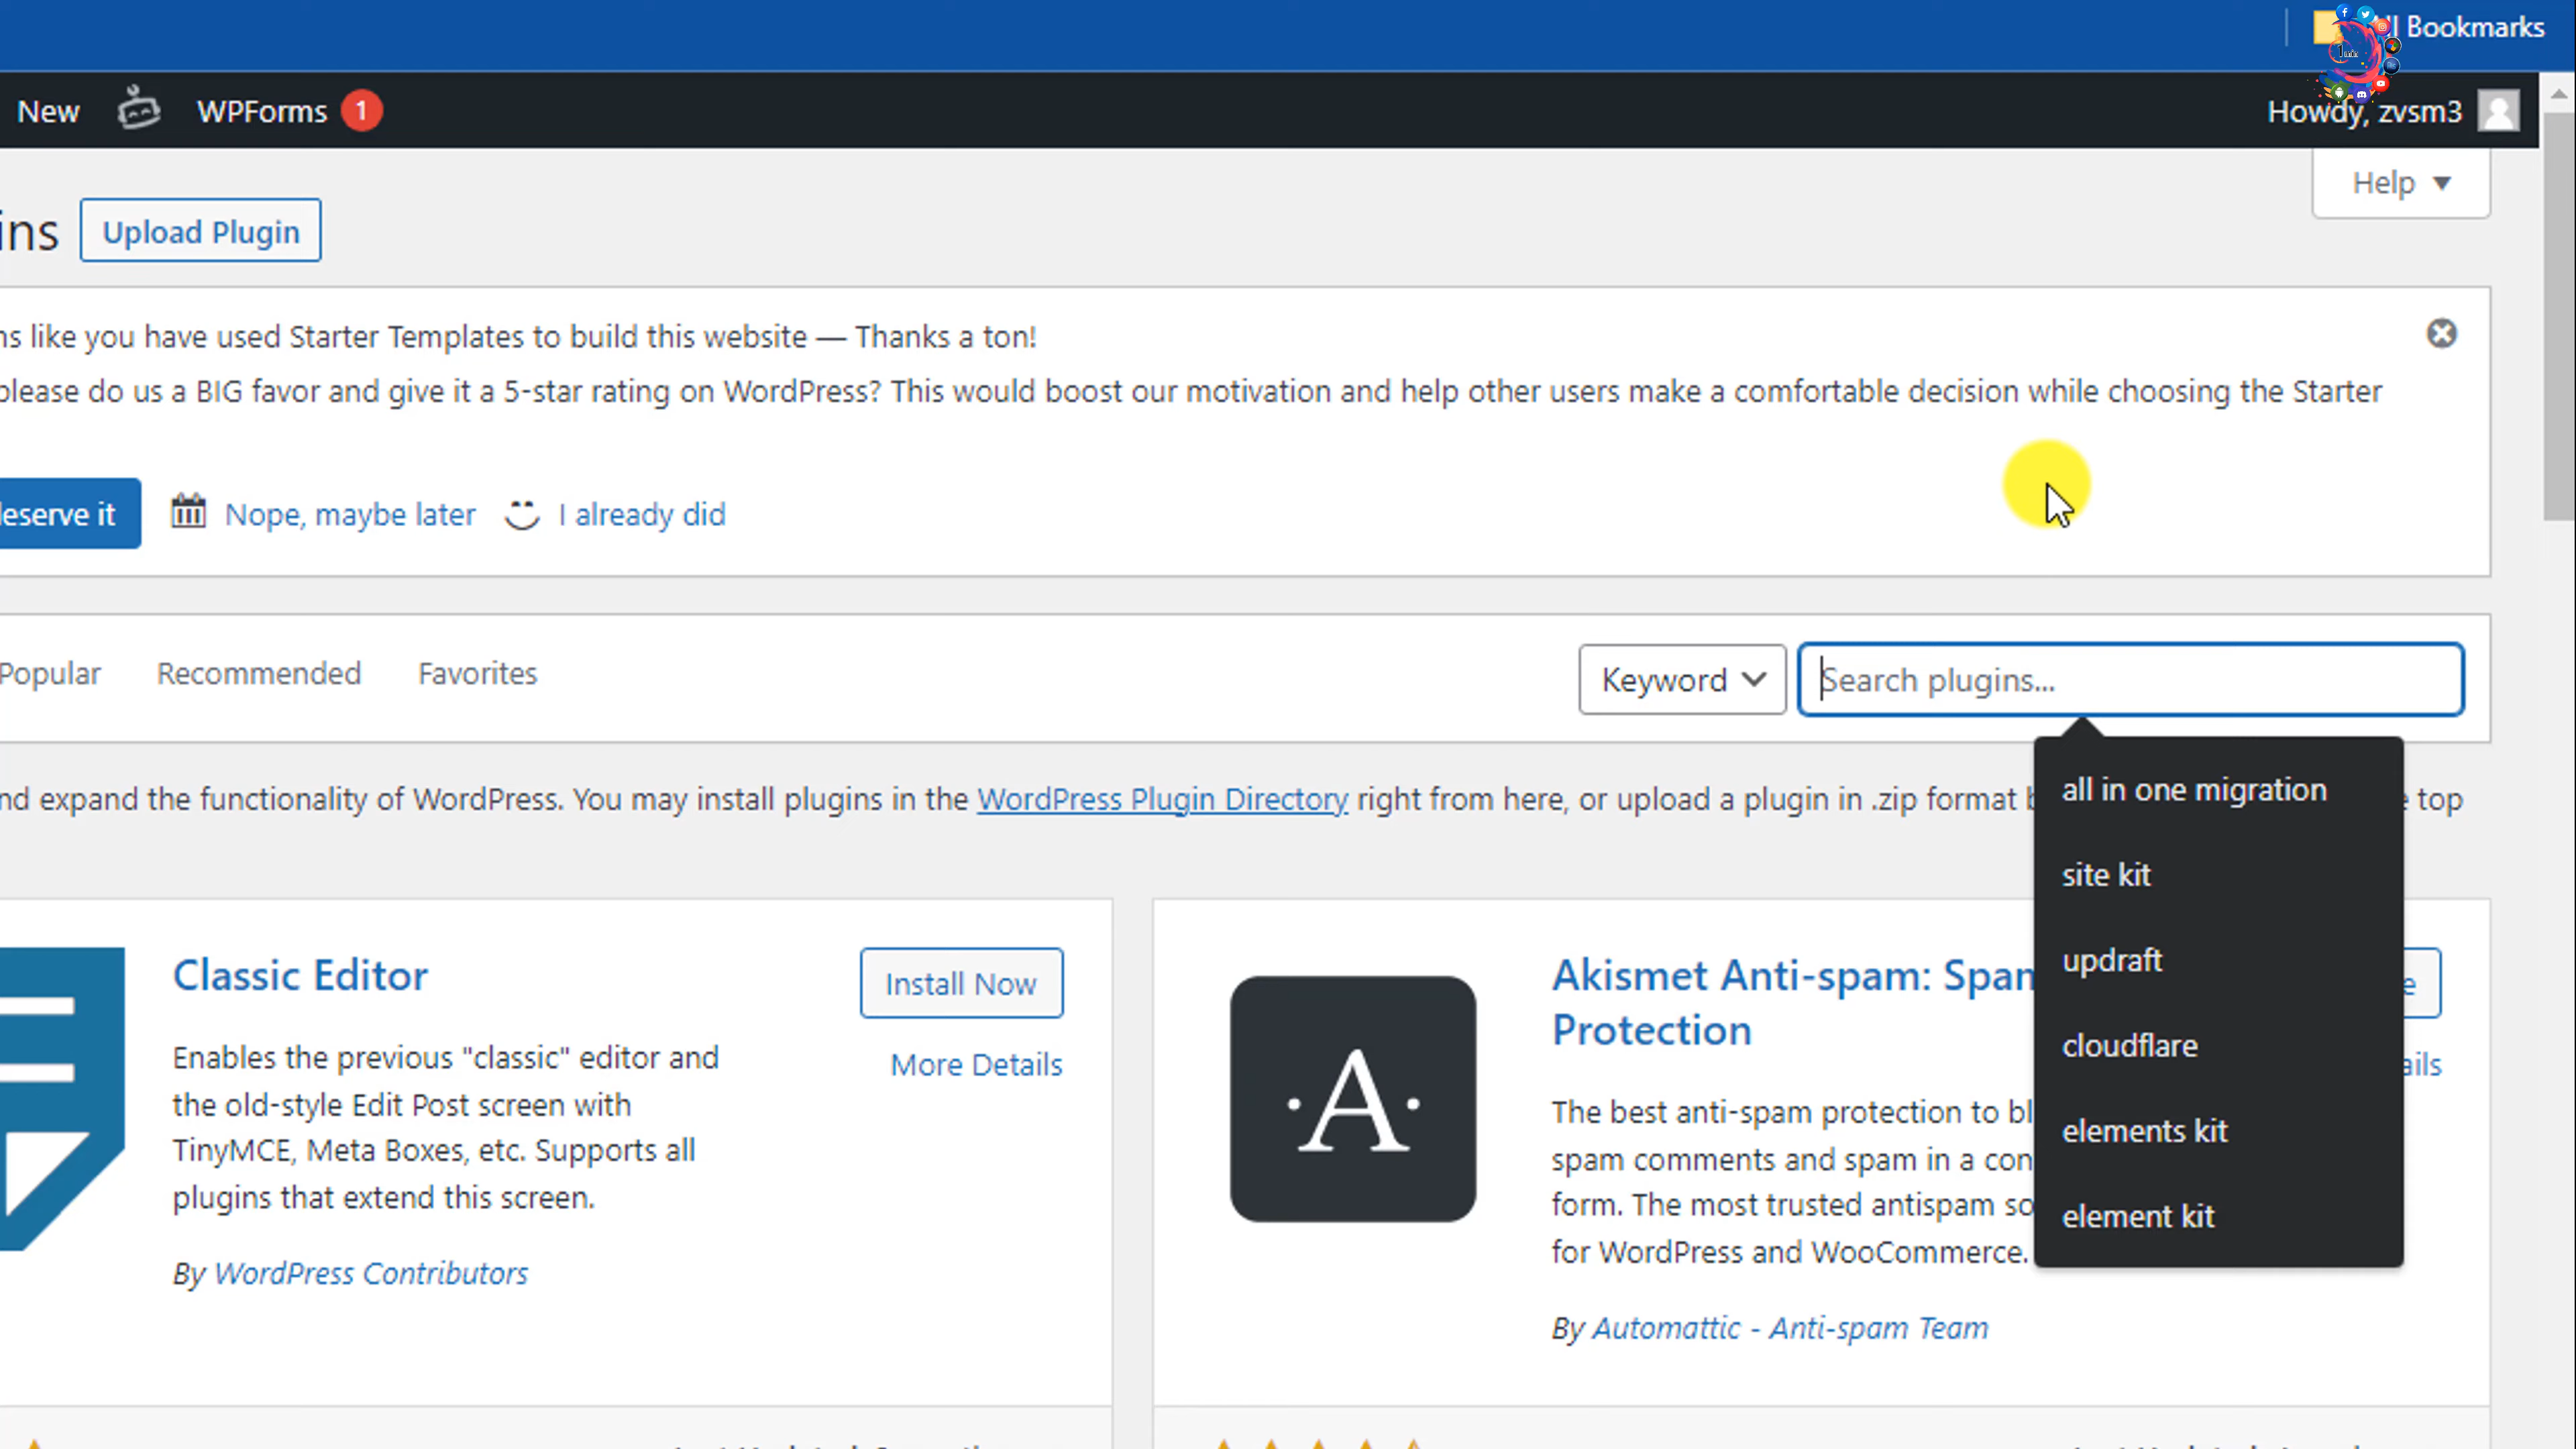 All Bookmarks
New WPForms 1 Howdy, zvsm3
Help
ins Upload Plugin
ns like you have used Starter Templates to build this website — Thanks a ton!
please do us a BIG favor and give it a 5-star rating on WordPress? This would boost our motivation and help other users make a comfortable decision while choosing the Starter
deserve it Nope, maybe later I already did
Popular Recommended Favorites Keyword Search plugins...
nd expand the functionality of WordPress. You may install plugins in the WordPress Plugin Directory right from here, or upload a plugin in .zip format b e top
all in one migration
site kit
updraft
cloudflare
elements kit
element kit
Classic Editor Install Now
More Details
Enables the previous "classic" editor and
the old-style Edit Post screen with
TinyMCE, Meta Boxes, etc. Supports all
plugins that extend this screen.
By WordPress Contributors
·A·
Akismet Anti-spam: Spam
Protection
e
ails
The best anti-spam protection to bl
spam comments and spam in a con
form. The most trusted antispam so
for WordPress and WooCommerce.
By Automattic - Anti-spam Team